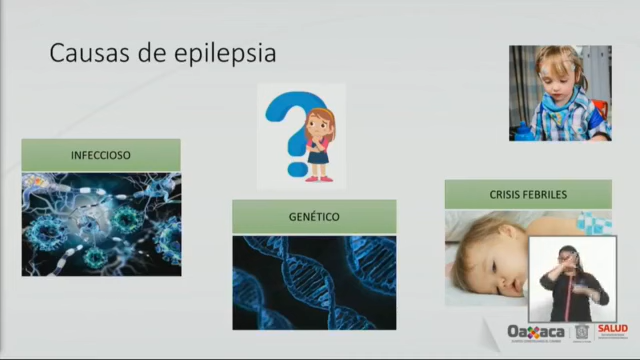 Causas de epilepsia
INFECCIOSO
GENÉTICO
CRISIS FEBRILES
Oaxaca
SALUD